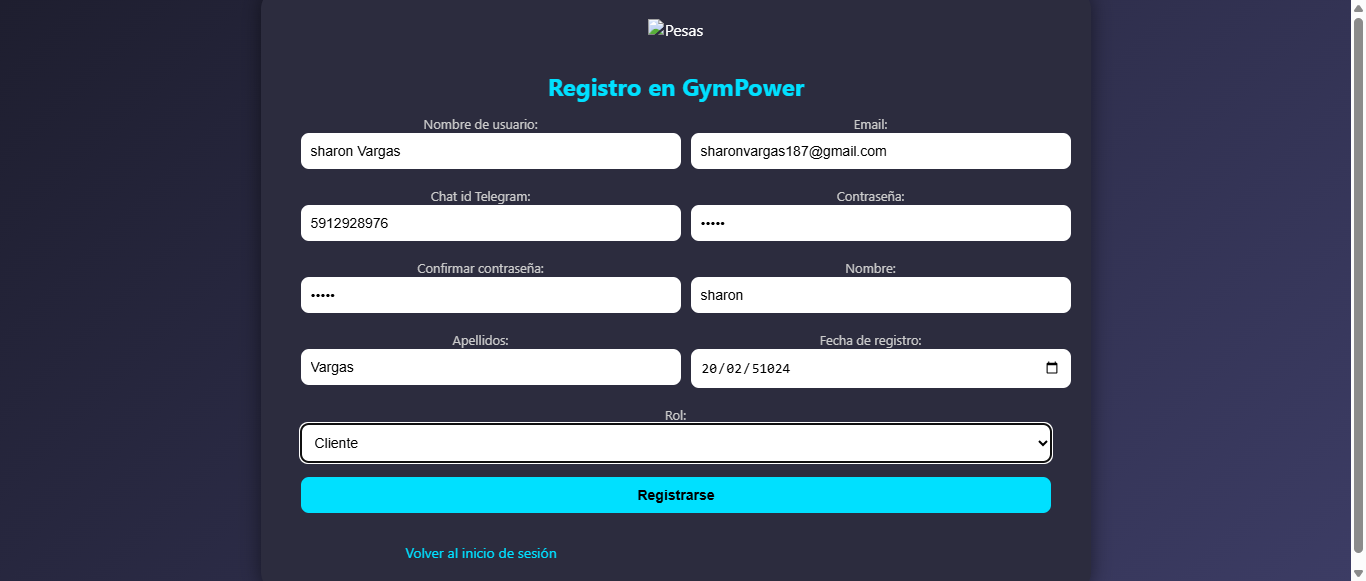 Pesas
Registro en GymPower
Nombre de usuario:
sharon Vargas
Email:
sharonvargas187@gmail.com
Chat id Telegram:
5912928976
Contraseña:
•••••
Confirmar contraseña:
•••••
Nombre:
sharon
Apellidos:
Vargas
Fecha de registro:
20/02/51024
Rol:
Cliente
Registrarse
Volver al inicio de sesión